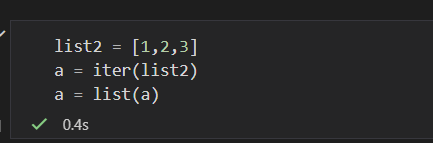 list2 = [1,2,3]
a = iter(list2)
a = list(a)
0.4s